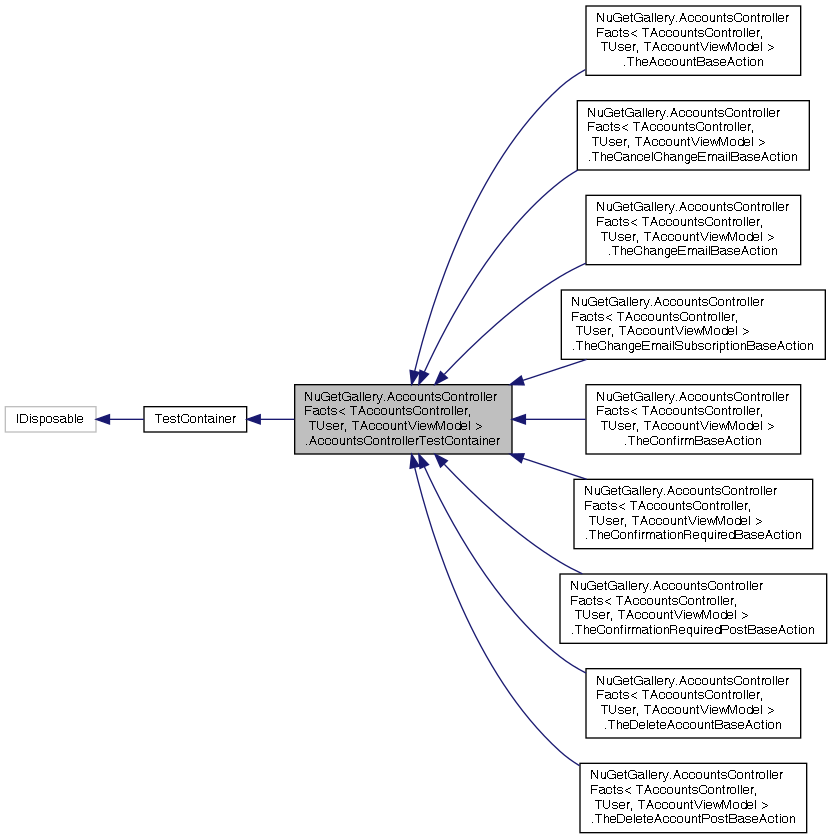 NuGetGallery.AccountsController
Facts< TAccountsController,
TUser, TAccountViewModel >
.TheAccountBaseAction
NuGetGallery.AccountsController
Facts< TAccountsController,
TUser, TAccountViewModel >
.TheCancelChangeEmailBaseAction
NuGetGallery.AccountsController
Facts< TAccountsController,
TUser, TAccountViewModel >
.TheChangeEmailBaseAction
NuGetGallery.AccountsController
Facts< TAccountsController,
TUser, TAccountViewModel >
.TheChangeEmailSubscriptionBaseAction
IDisposable
TestContainer
NuGetGallery.AccountsController
Facts< TAccountsController,
TUser, TAccountViewModel >
.AccountsControllerTestContainer
NuGetGallery.AccountsController
Facts< TAccountsController,
TUser, TAccountViewModel >
.TheConfirmBaseAction
NuGetGallery.AccountsController
Facts< TAccountsController,
TUser, TAccountViewModel >
.TheConfirmationRequiredBaseAction
NuGetGallery.AccountsController
Facts< TAccountsController,
TUser, TAccountViewModel >
.TheConfirmationRequiredPostBaseAction
NuGetGallery.AccountsController
Facts< TAccountsController,
TUser, TAccountViewModel >
.TheDeleteAccountBaseAction
NuGetGallery.AccountsController
Facts< TAccountsController,
TUser, TAccountViewModel >
.TheDeleteAccountPostBaseAction